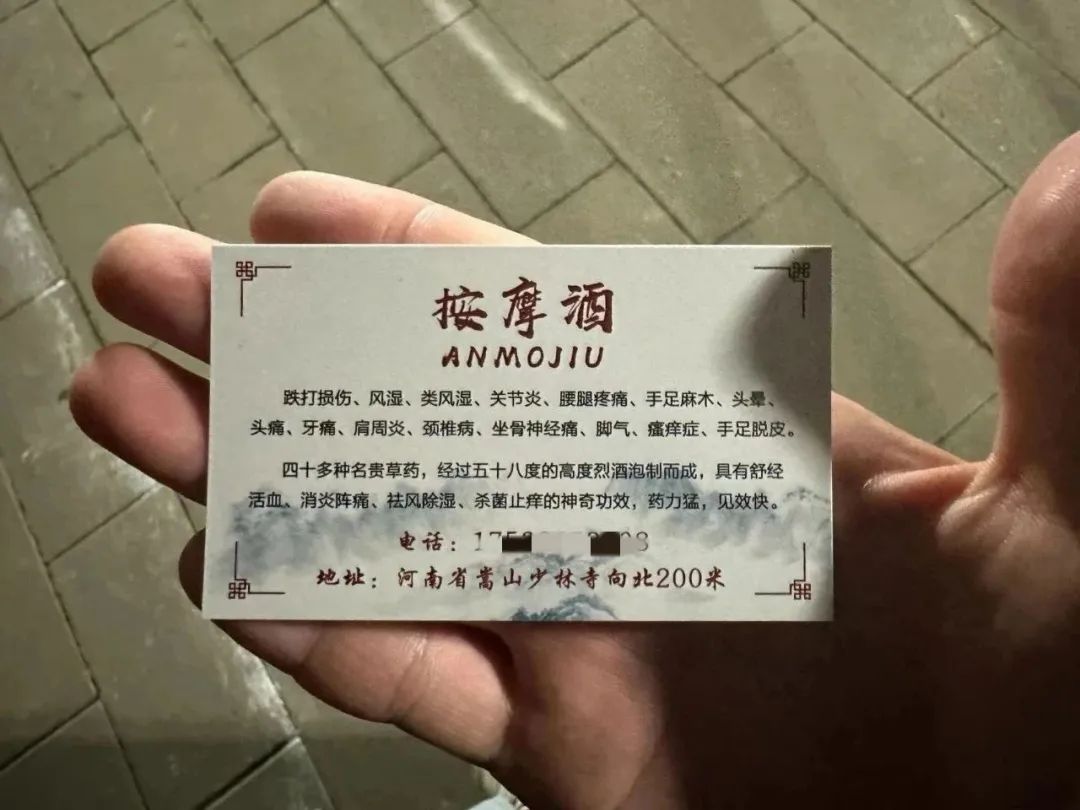 按摩酒
ANMOJIU
跌打损伤、风湿、类风湿、关节炎、腰腿疼痛、手足麻木、头晕、
头痛、牙痛、肩周炎、颈椎病、坐骨神经痛、脚气、瘙痒症、手足脱皮。
四十多种名贵草药，经过五十八度的高度烈酒泡制而成，具有舒经
活血、消炎阵痛、祛风除湿、杀菌止痒的神奇功效，药力猛，见效快。
电话：
地址：河南省嵩山少林寺向北200米